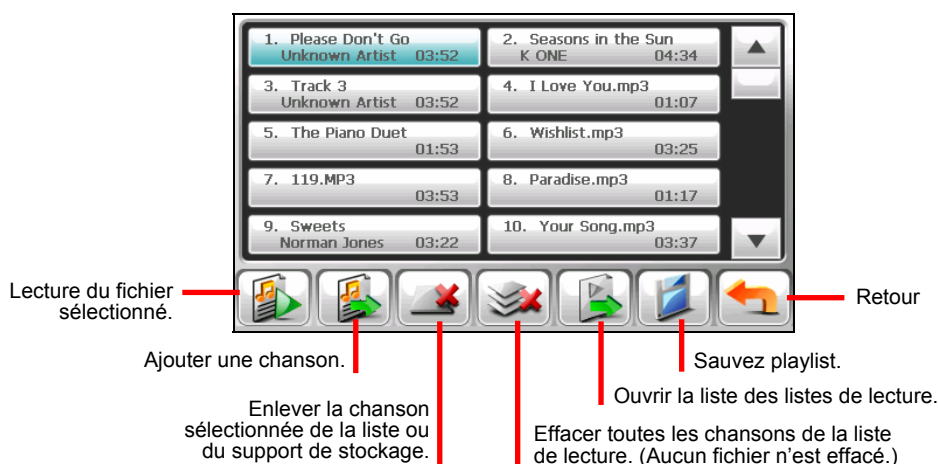 1. Please Don't Go
Unknown Artist 03:52
2. Seasons in the Sun
K ONE 04:34
3. Track 3
Unknown Artist 03:52
4. I Love You.mp3
01:07
5. The Piano Duet
01:53
6. Wishlist.mp3
03:25
7. 119.MP3
03:53
8. Paradise.mp3
01:17
9. Sweets
Norman Jones 03:22
10. Your Song.mp3
03:37
Lecture du fichier
sélectionné.
Retour
Ajouter une chanson.
Sauvez playlist.
Ouvrir la liste des listes de lecture.
Enlever la chanson
sélectionnée de la liste ou
du support de stockage.
Effacer toutes les chansons de la liste
de lecture. (Aucun fichier n'est effacé.)